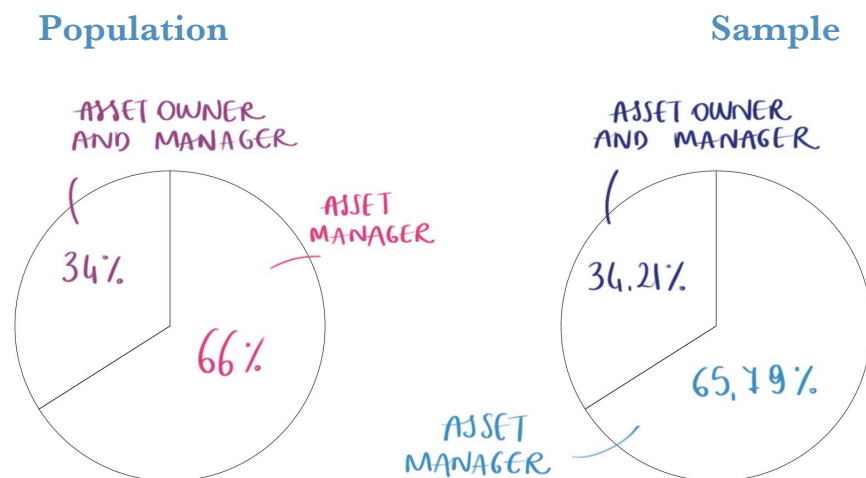 Population
Sample
ASSET OWNER
AND MANAGER
ASSET
MANAGER
34%
66%
ASSET OWNER
AND MANAGER
34.21%
65,79%
ASSET
MANAGER